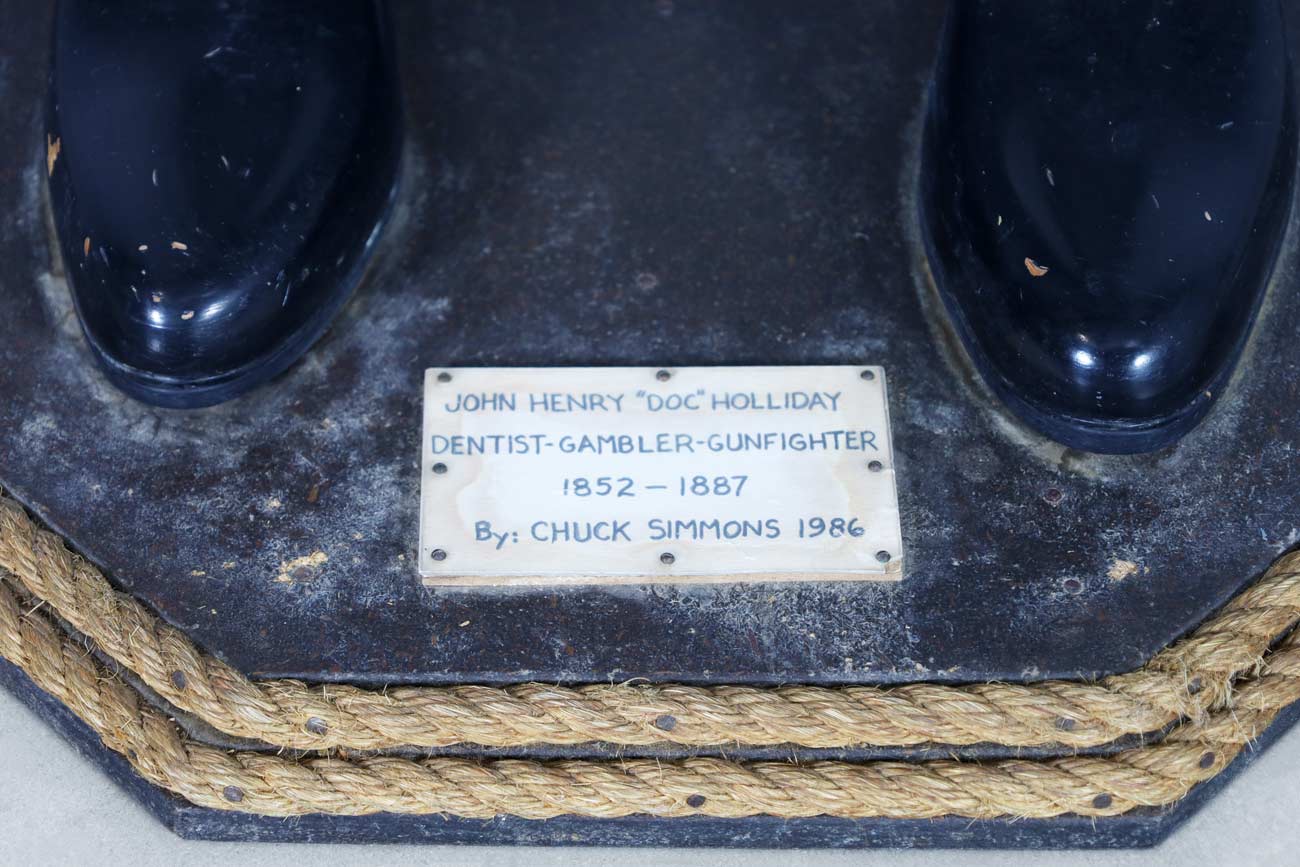 JOHN HENRY "DOC" HOLLIDAY
DENTIST-GAMBLER-GUNFIGHTER
1852 — 1887
By: CHUCK SIMMONS 1986